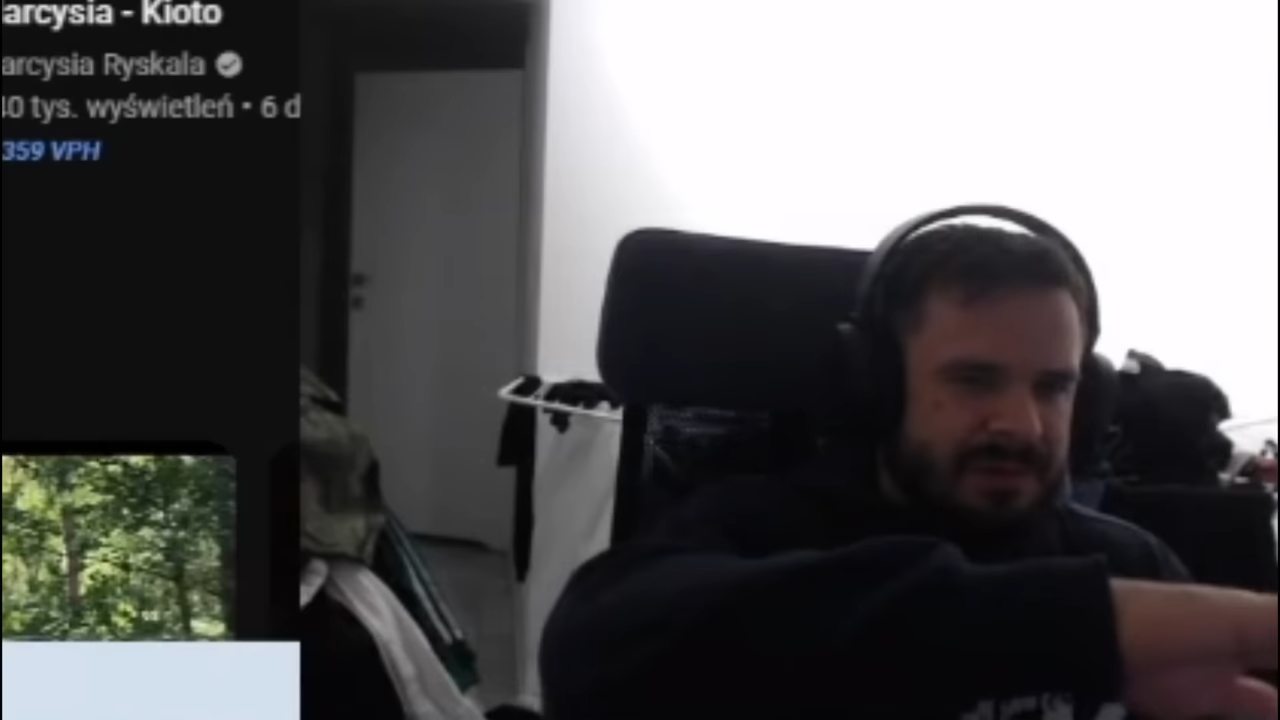 arcysia - Kioto
arcysia Ryskala
40 tys. wyświetleń • 6 d
359 VPH